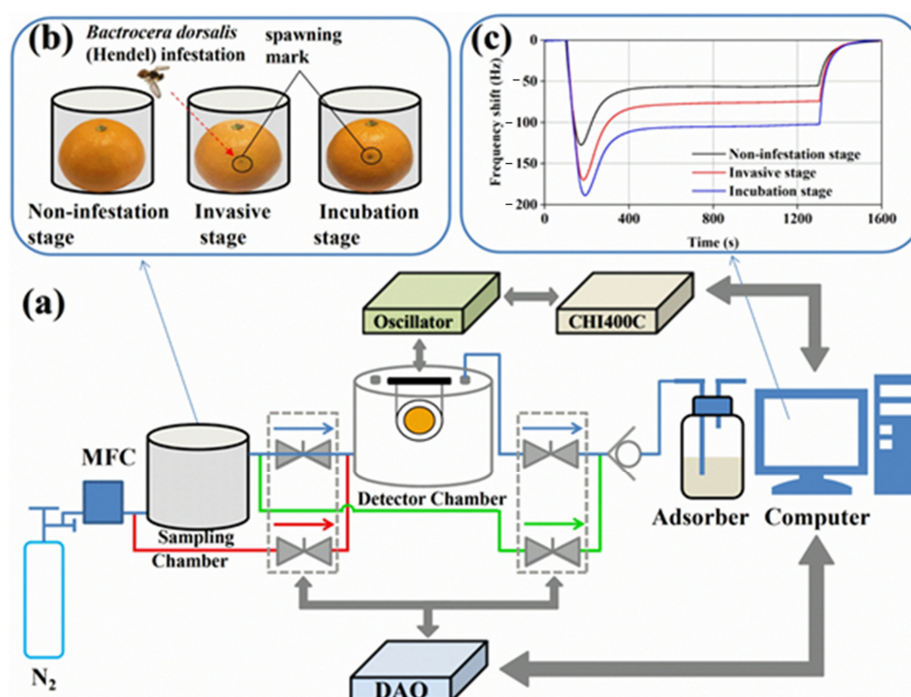 (b)
Bactrocera dorsalis
(Hendel) infestation
spawning
mark
Non-infestation
stage
Invasive
stage
Incubation
stage
(c)
Frequency shift (Hz)
0
−50
−100
−150
−200
0
400
800
1200
1600
Time (s)
Non-infestation stage
Invasive stage
Incubation stage
(a)
Oscillator
CHI400C
MFC
Sampling
Chamber
Detector Chamber
Adsorber
Computer
N2
DAQ